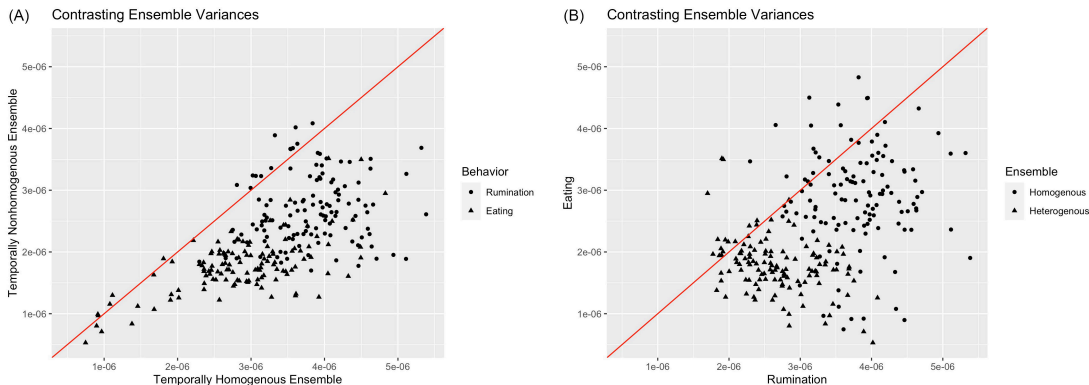 (A)
Contrasting Ensemble Variances
Temporally Nonhomogenous Ensemble
5e-06
4e-06
3e-06
2e-06
1e-06
1e-06 2e-06 3e-06 4e-06 5e-06
Temporally Homogenous Ensemble
Behavior
Rumination
Eating
(B)
Contrasting Ensemble Variances
Eating
5e-06
4e-06
3e-06
2e-06
1e-06
1e-06 2e-06 3e-06 4e-06 5e-06
Rumination
Ensemble
Homogenous
Heterogenous